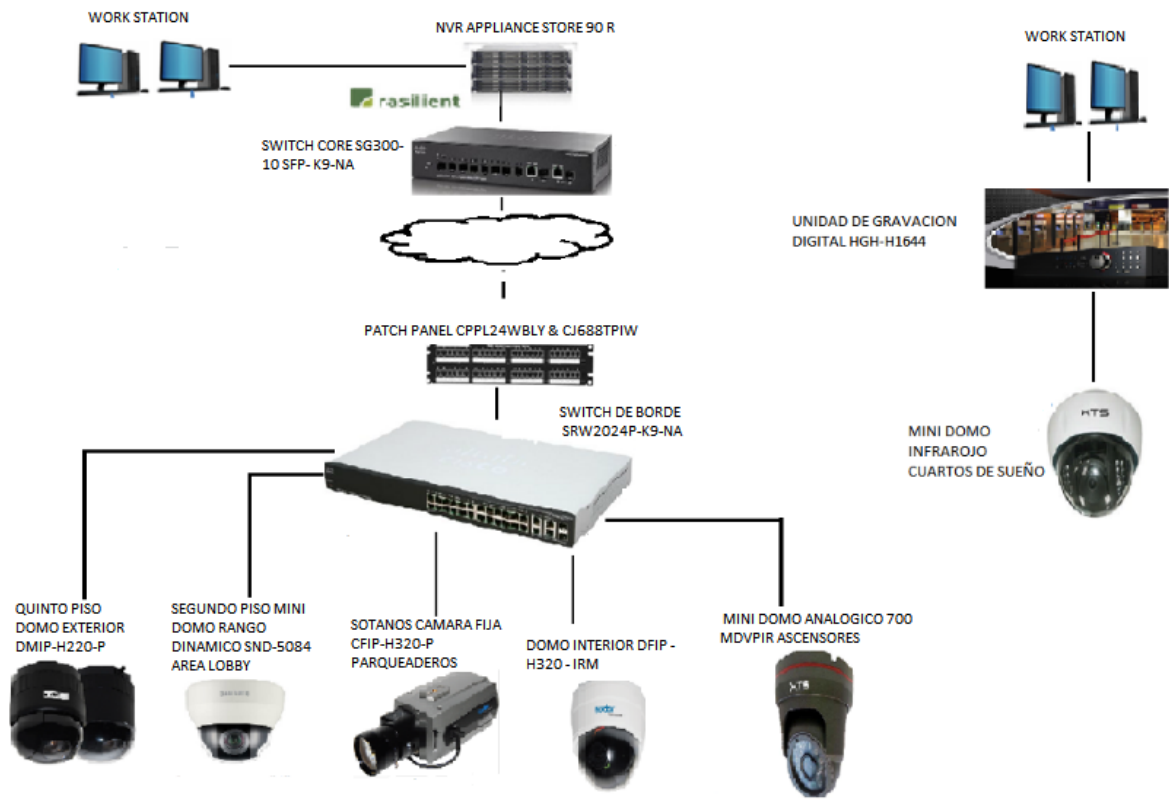 WORK STATION
NVR APPLIANCE STORE 90 R
WORK STATION
rasilient
SWITCH CORE SG300-
10 SFP- K9-NA
UNIDAD DE GRAVACION
DIGITAL HGH-H1644
PATCH PANEL CPPL24WBLY & CJ688TPIW
SWITCH DE BORDE
SRW2024P-K9-NA
HTS
MINI DOMO
INFRAROJO
CUARTOS DE SUEÑO
QUINTO PISO
DOMO EXTERIOR
DMIP-H220-P
SEGUNDO PISO MINI
DOMO RANGO
DINAMICO SND-5084
AREA LOBBY
SOTANOS CAMARA FIJA
CFIP-H320-P
PARQUEADEROS
DOMO INTERIOR DFIP -
H320 - IRM
MINI DOMO ANALOGICO 700
MDVPIR ASCENSORES
HTS